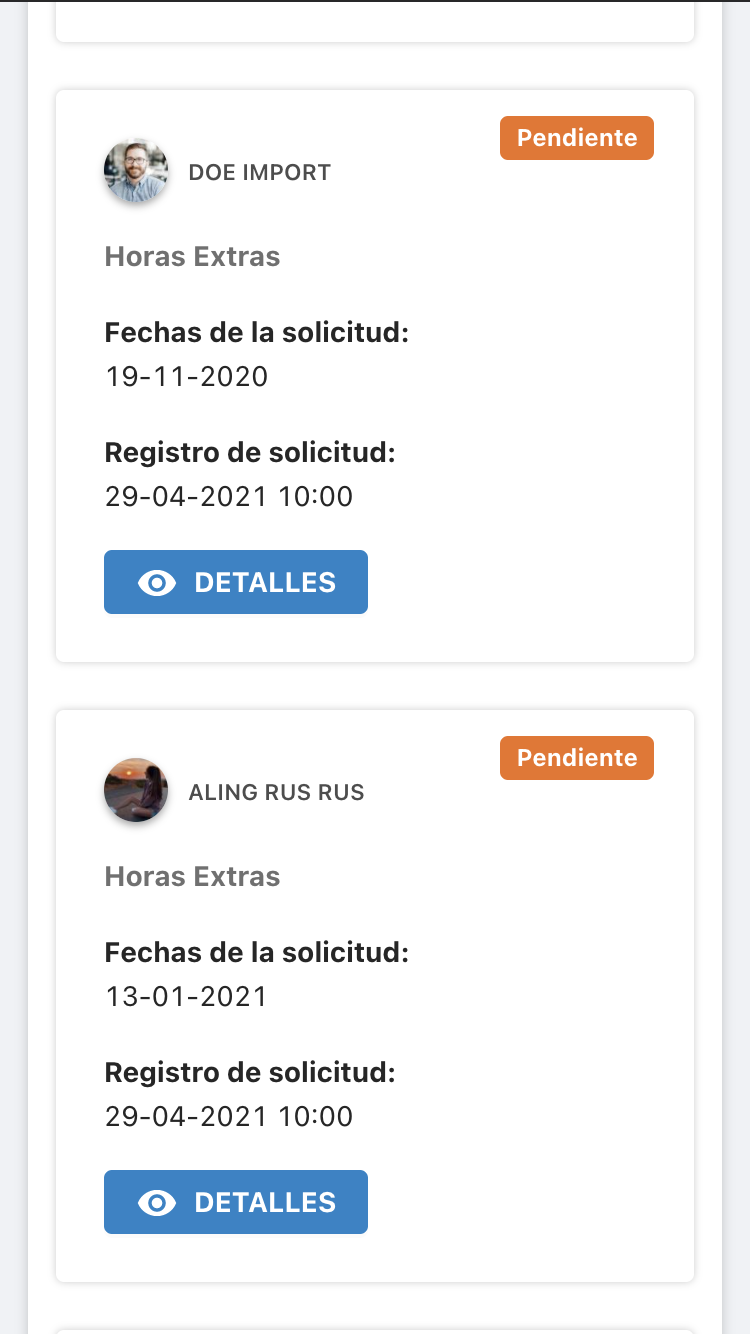 Pendiente
DOE IMPORT
Horas Extras
Fechas de la solicitud:
19-11-2020
Registro de solicitud:
29-04-2021 10:00
DETALLES
Pendiente
ALING RUS RUS
Horas Extras
Fechas de la solicitud:
13-01-2021
Registro de solicitud:
29-04-2021 10:00
DETALLES